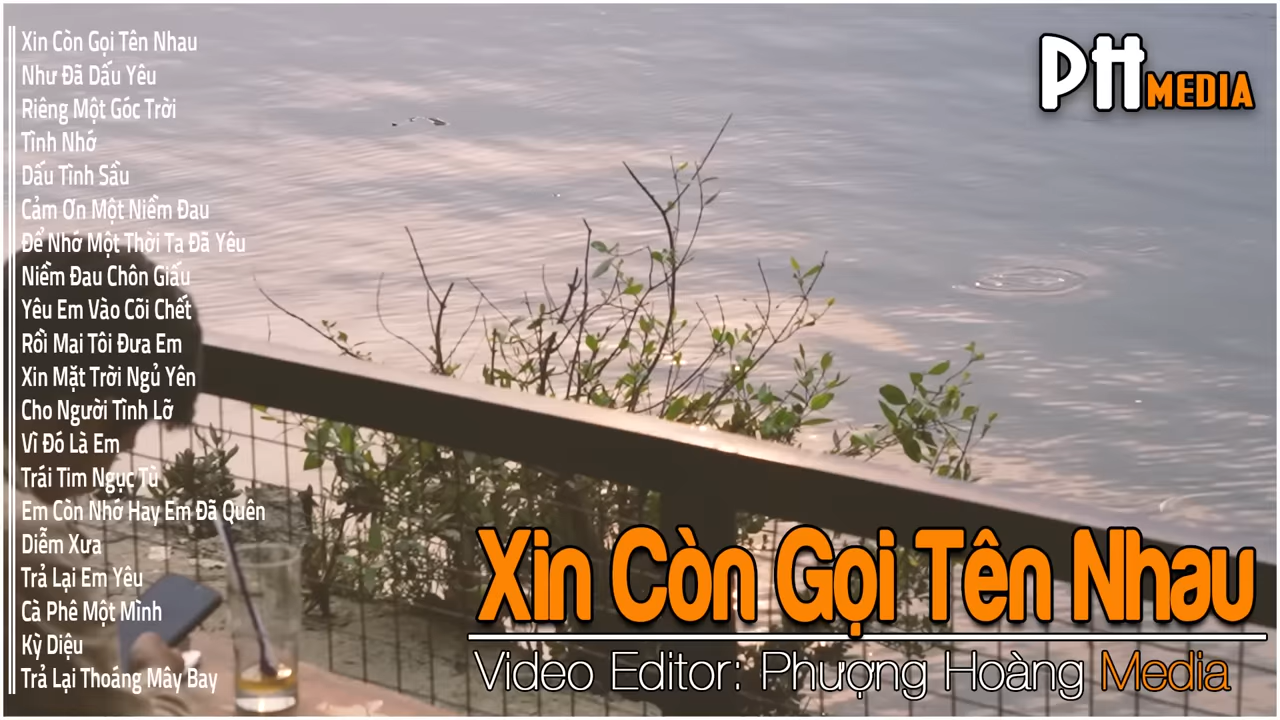 Xin Còn Gọi Tên Nhau
Như Đã Dấu Yêu
Riêng Một Góc Trời
Tình Nhớ
Dấu Tình Sầu
Cảm Ơn Một Niềm Đau
Để Nhớ Một Thời Ta Đã Yêu
Niềm Đau Chôn Giấu
Yêu Em Vào Cõi Chết
Rồi Mai Tôi Đưa Em
Xin Mặt Trời Ngủ Yên
Cho Người Tình Lỡ
Vì Đó Là Em
Trái Tim Ngục Tù
Em Còn Nhớ Hay Em Đã Quên
Diễm Xưa
Trả Lại Em Yêu
Cà Phê Một Mình
Kỳ Diệu
Trả Lại Thoáng Mây Bay
PH MEDIA
Xin Còn Gọi Tên Nhau
Video Editor: Phượng Hoàng Media